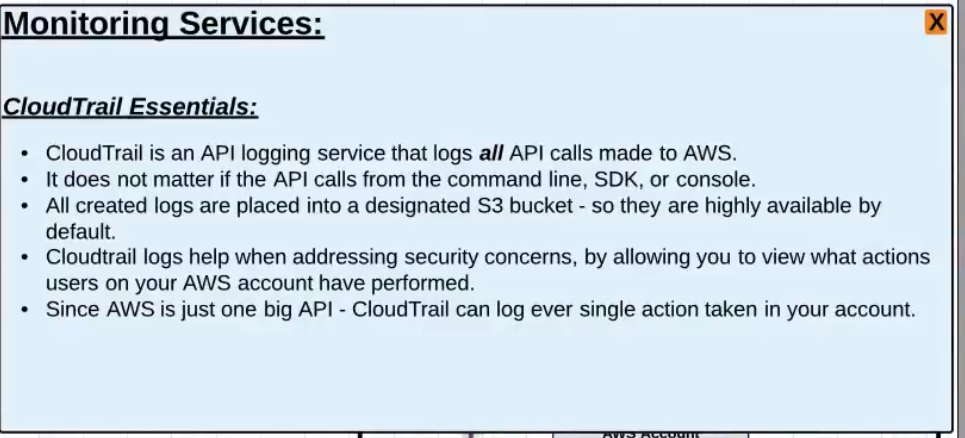 Monitoring Services:
X
CloudTrail Essentials:
• CloudTrail is an API logging service that logs all API calls made to AWS.
• It does not matter if the API calls from the command line, SDK, or console.
• All created logs are placed into a designated S3 bucket - so they are highly available by
default.
• Cloudtrail logs help when addressing security concerns, by allowing you to view what actions
users on your AWS account have performed.
• Since AWS is just one big API - CloudTrail can log ever single action taken in your account.
AWS Account